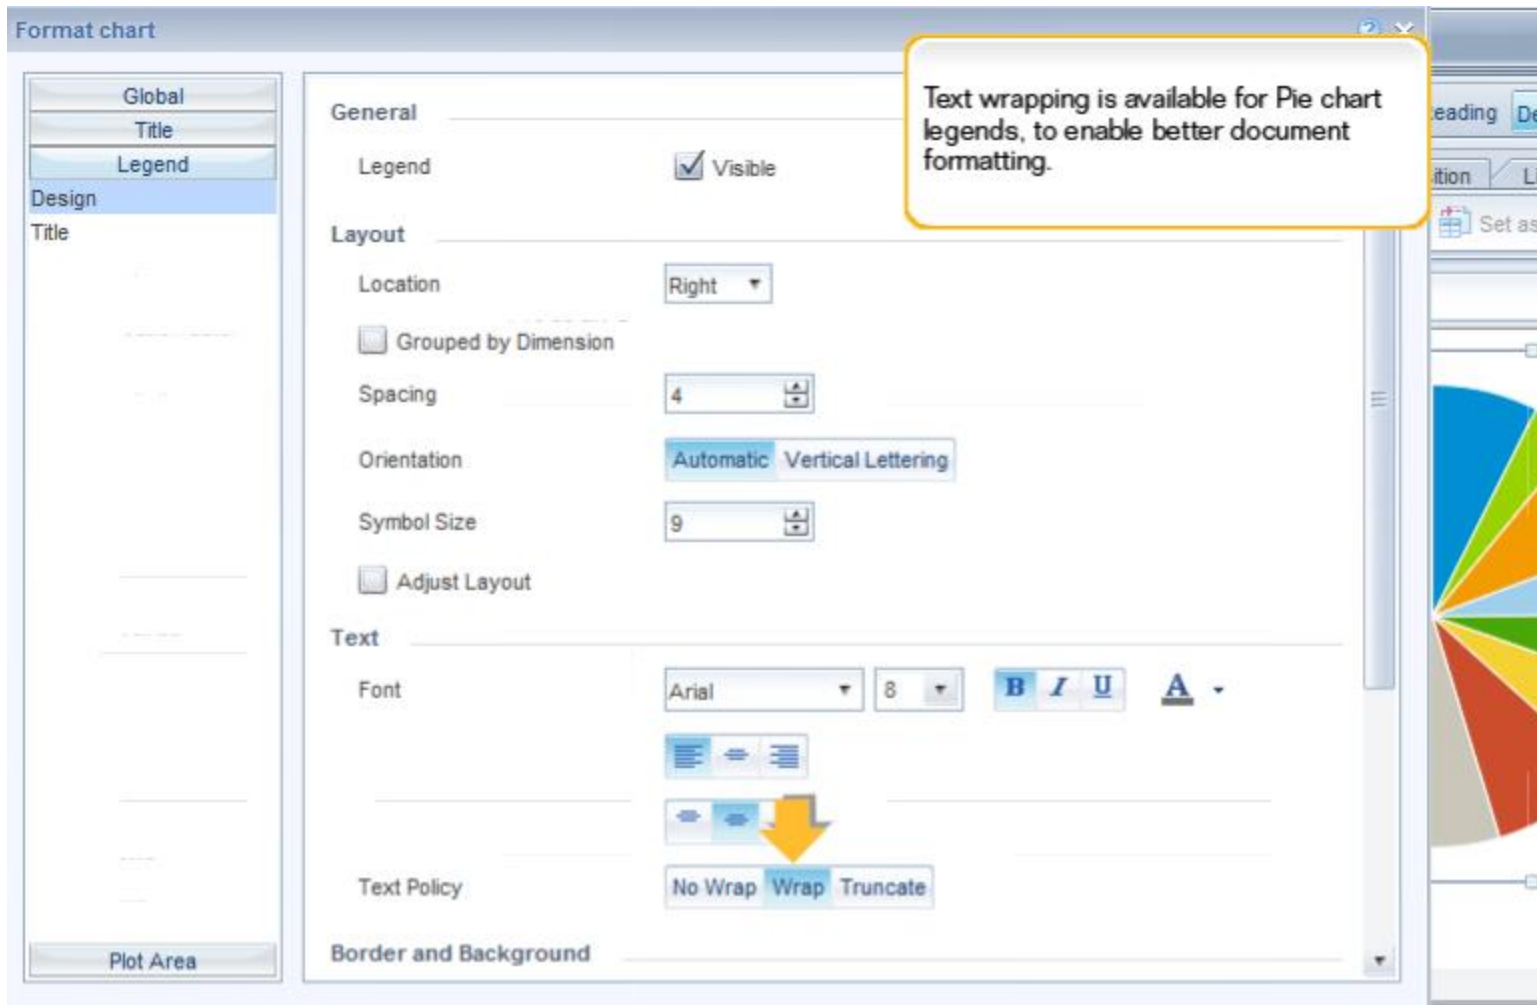 Format chart
Text wrapping is available for Pie chart
legends, to enable better document
formatting.
Global
Title
Legend
Design
Title
Plot Area
General
Legend Visible
Layout
Location Right
Grouped by Dimension
Spacing 4
Orientation Automatic Vertical Lettering
Symbol Size 9
Adjust Layout
Text
Font Arial 8 B I U A
Text Policy No Wrap Wrap Truncate
Border and Background
eading De
ition Li
Set as